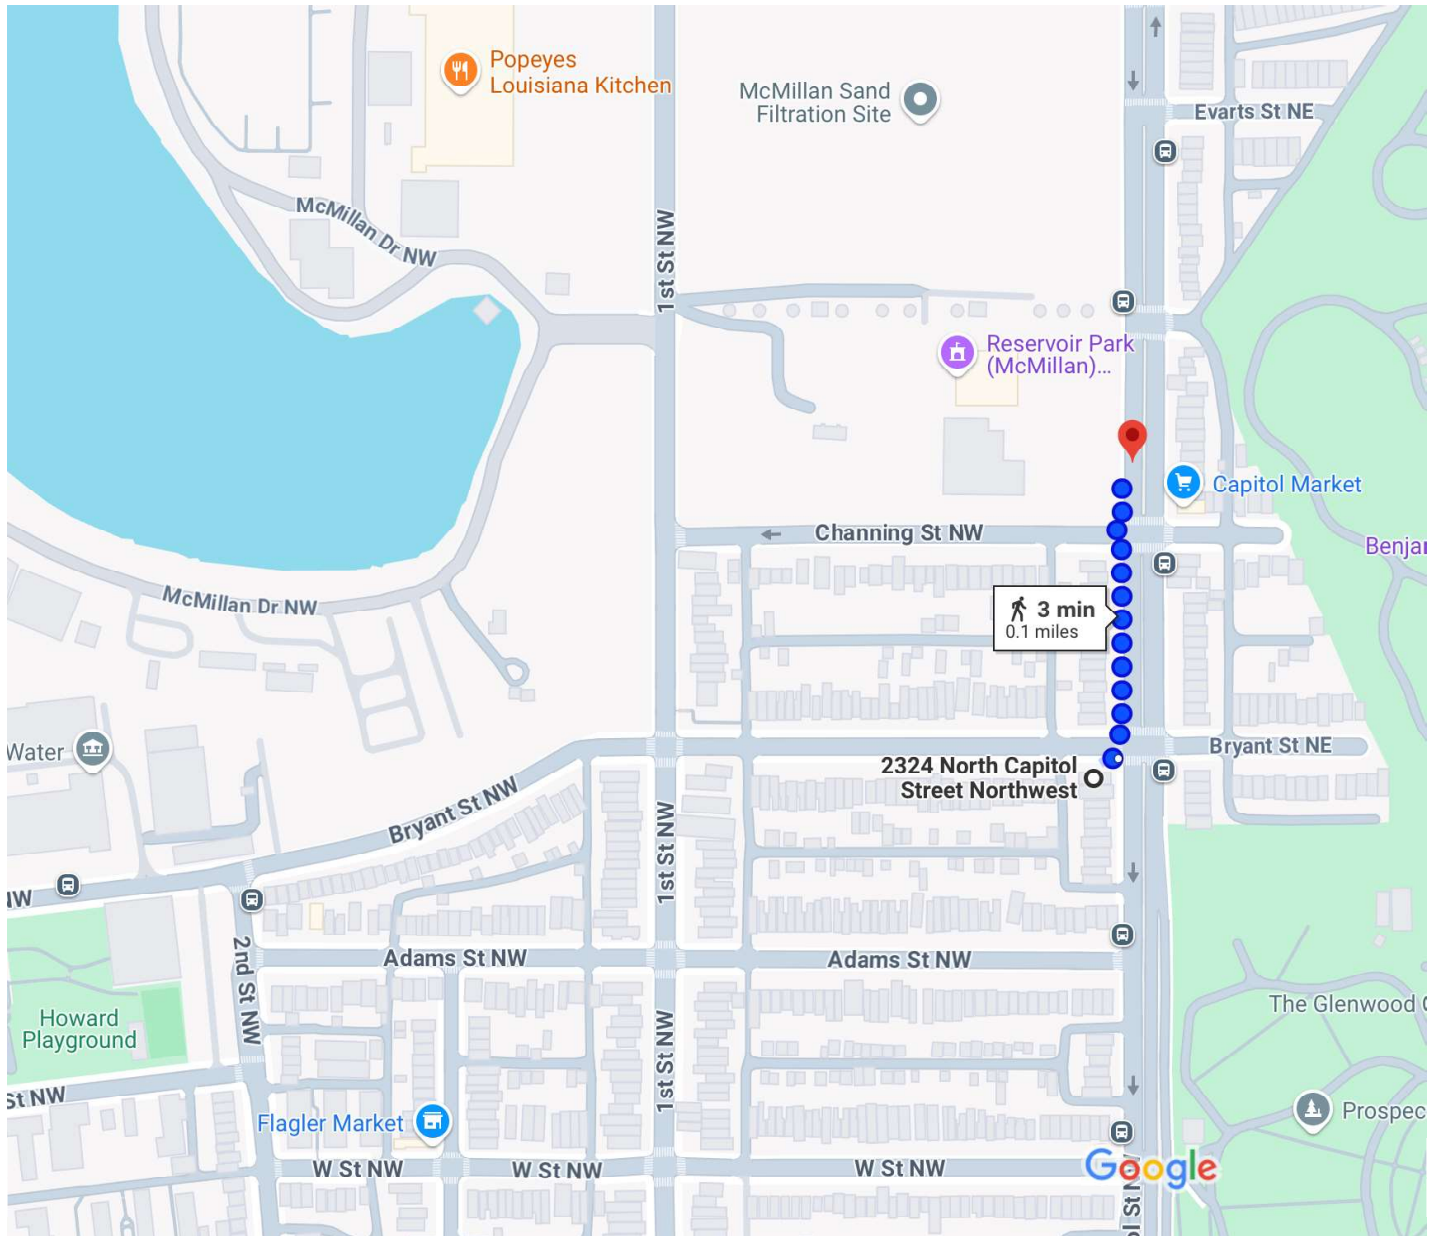 Popeyes
Louisiana Kitchen
McMillan Sand
Filtration Site
Evarts St NE
McMillan Dr NW
1st St NW
Reservoir Park
(McMillan)...
Capitol Market
Channing St NW
Benja
McMillan Dr NW
3 min
0.1 miles
Water
Bryant St NE
2324 North Capitol
Street Northwest
Bryant St NW
1st St NW
NW
2nd St NW
Adams St NW
Adams St NW
The Glenwood
Howard
Playground
1st St NW
St NW
Flagler Market
Prospec
W St NW
W St NW
W St NW
Google
St N